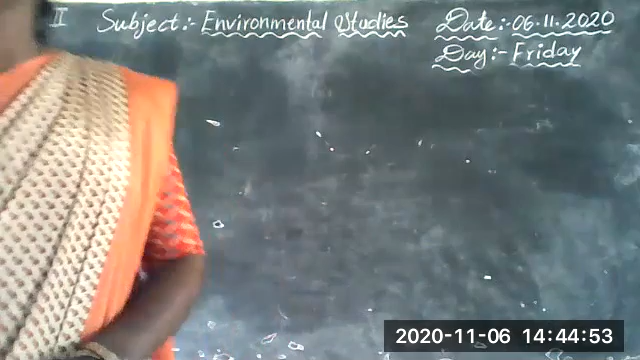 II Subject:- Environmental Studies Date:-06.11.2020
Day:- Friday
2020-11-06 14:44:53